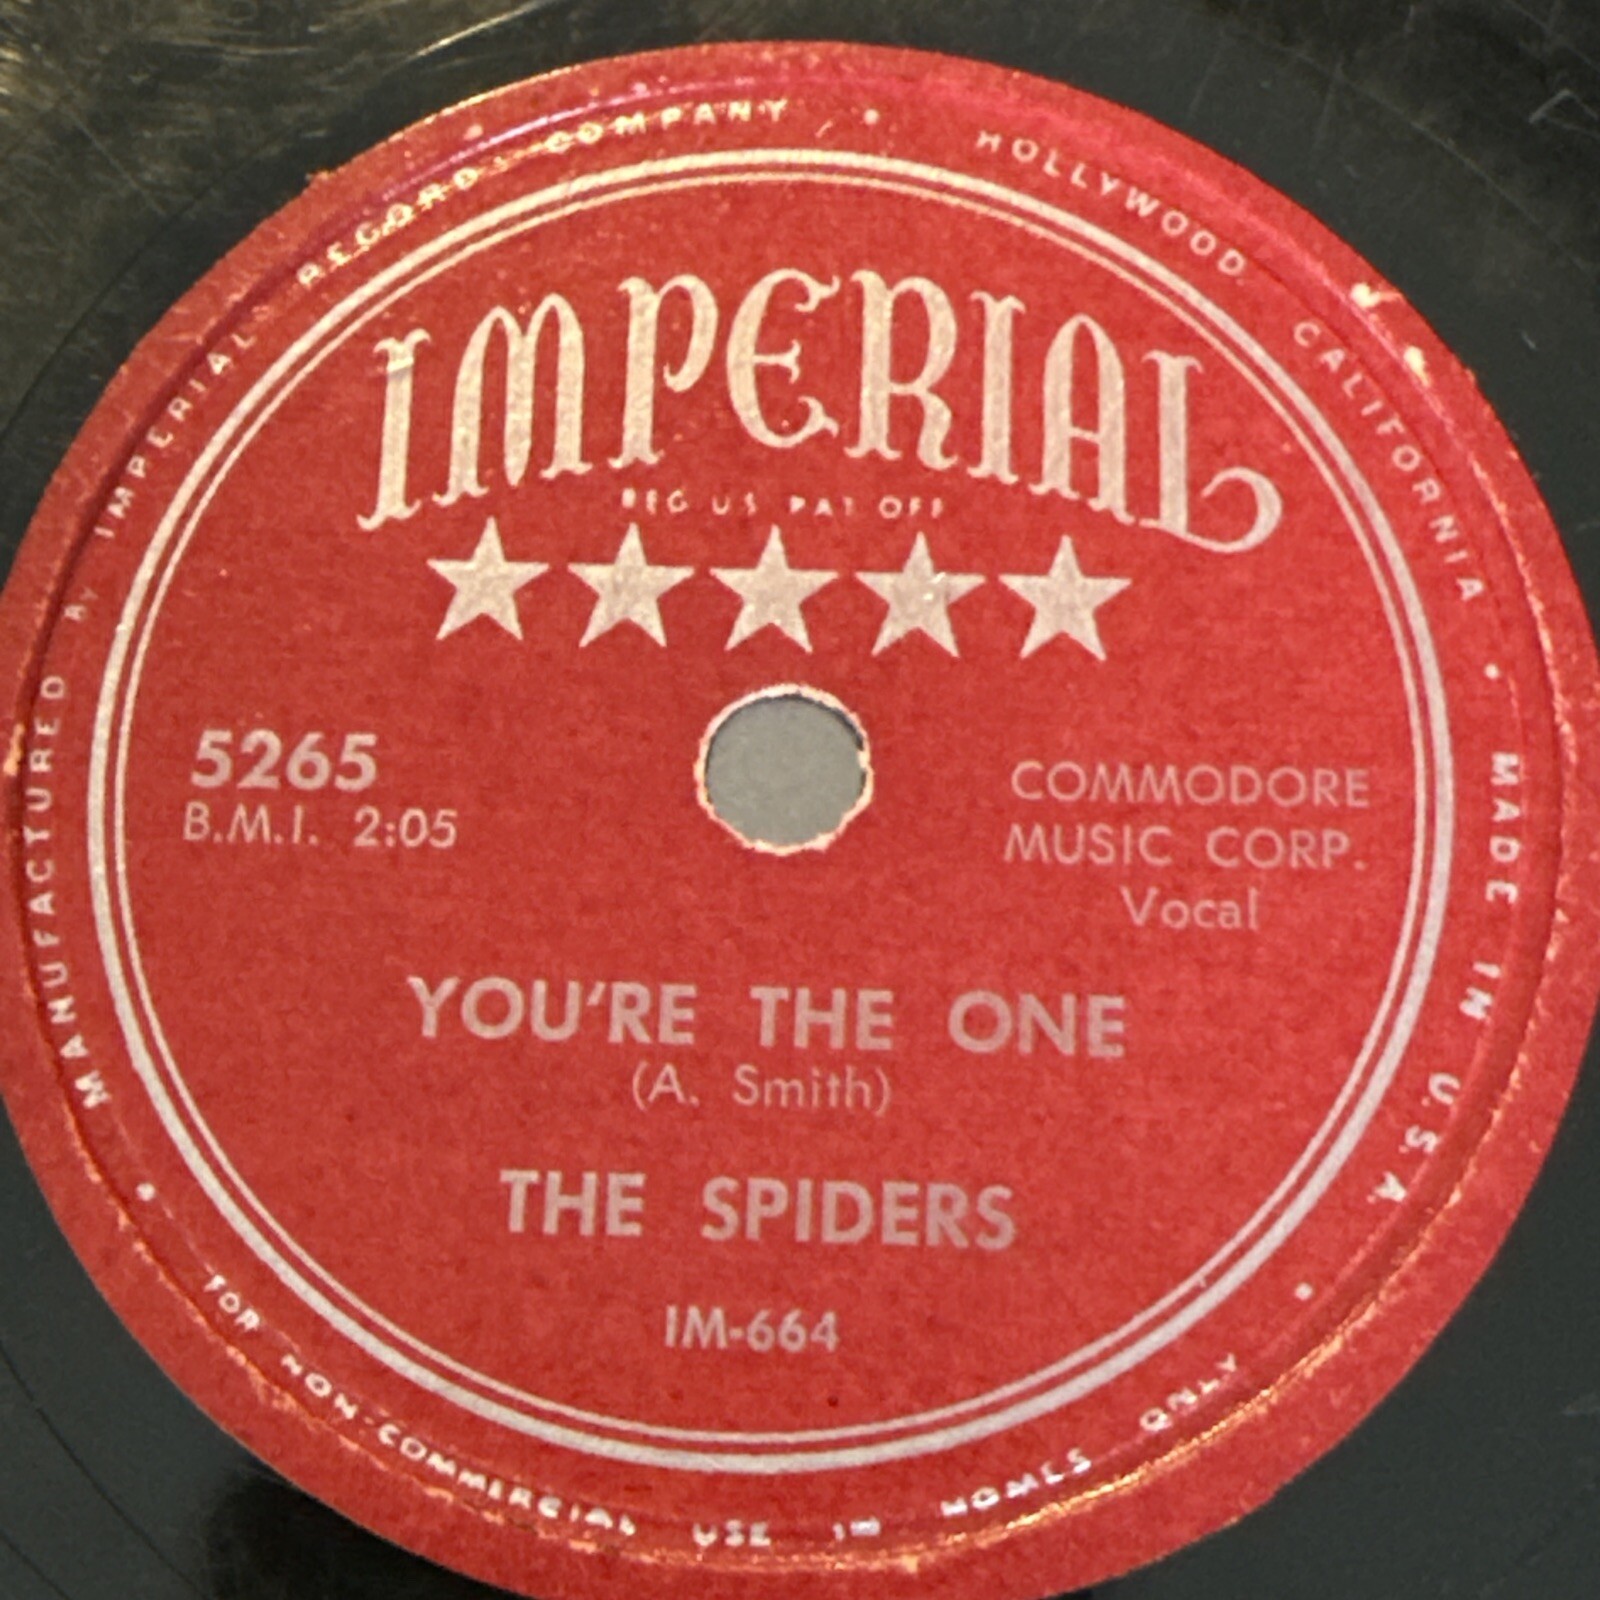 MANUFACTURED BY IMPERIAL RECORD COMPANY • HOLLYWOOD CALIFORNIA • MADE IN U.S.A.
IMPERIAL
REG US PAT OFF
5265
B.M.I. 2:05
COMMODORE
MUSIC CORP.
Vocal
YOU'RE THE ONE
(A. Smith)
THE SPIDERS
IM-664
• FOR NON-COMMERCIAL USE IN HOMES ONLY •